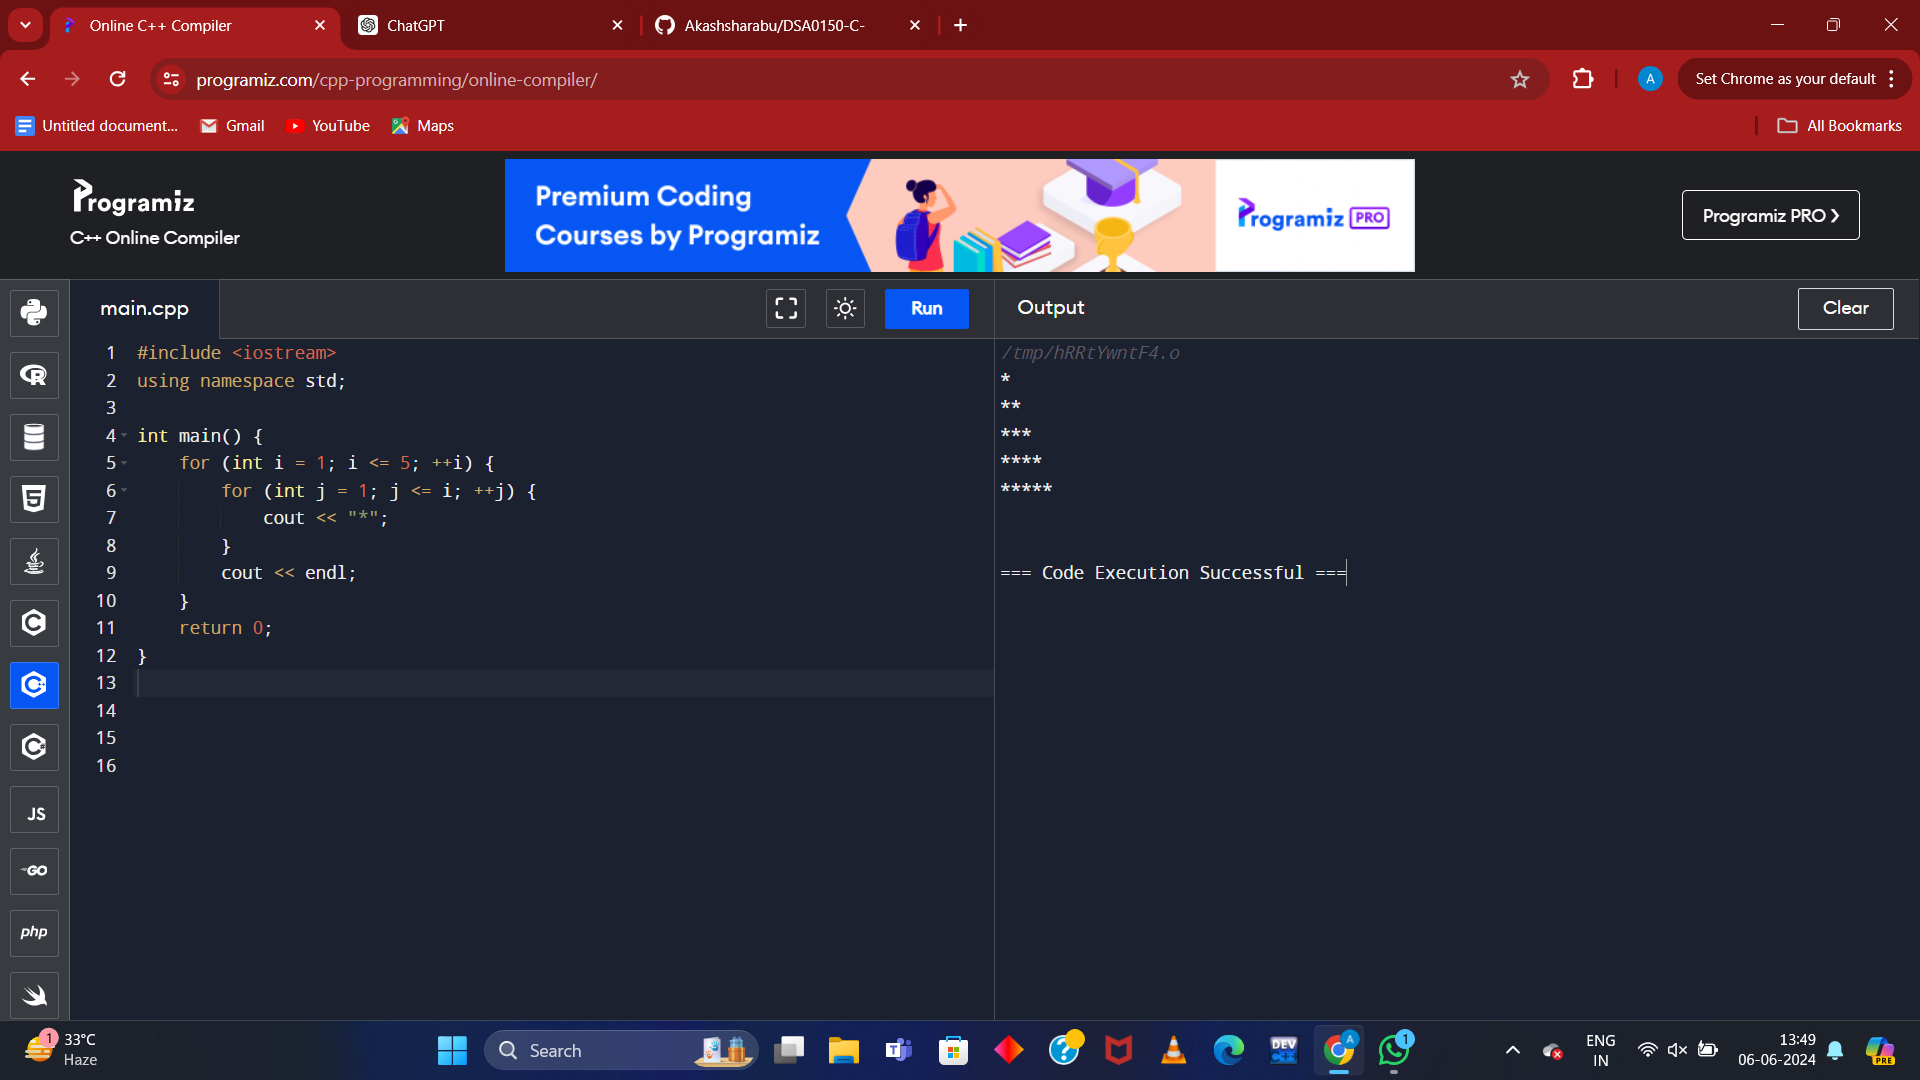 Online C++ Compiler
ChatGPT
Akashsharabu/DSA0150-C-
programiz.com/cpp-programming/online-compiler/
A
Set Chrome as your default
Untitled document...
Gmail
YouTube
Maps
All Bookmarks
Programiz
C++ Online Compiler
Premium Coding
Courses by Programiz
Programiz PRO
Programiz PRO ❯
main.cpp
Run
Output
Clear
1 #include <iostream>
2 using namespace std;
3
4 int main() {
5     for (int i = 1; i <= 5; ++i) {
6         for (int j = 1; j <= i; ++j) {
7             cout << "*";
8         }
9         cout << endl;
10     }
11     return 0;
12 }
13
14
15
16
/tmp/hRRtYwntF4.o
*
**
***
****
*****
=== Code Execution Successful ===
JS
GO
php
1
33°C
Haze
Search
DEV
A
1
ENG
IN
13:49
06-06-2024
PRE